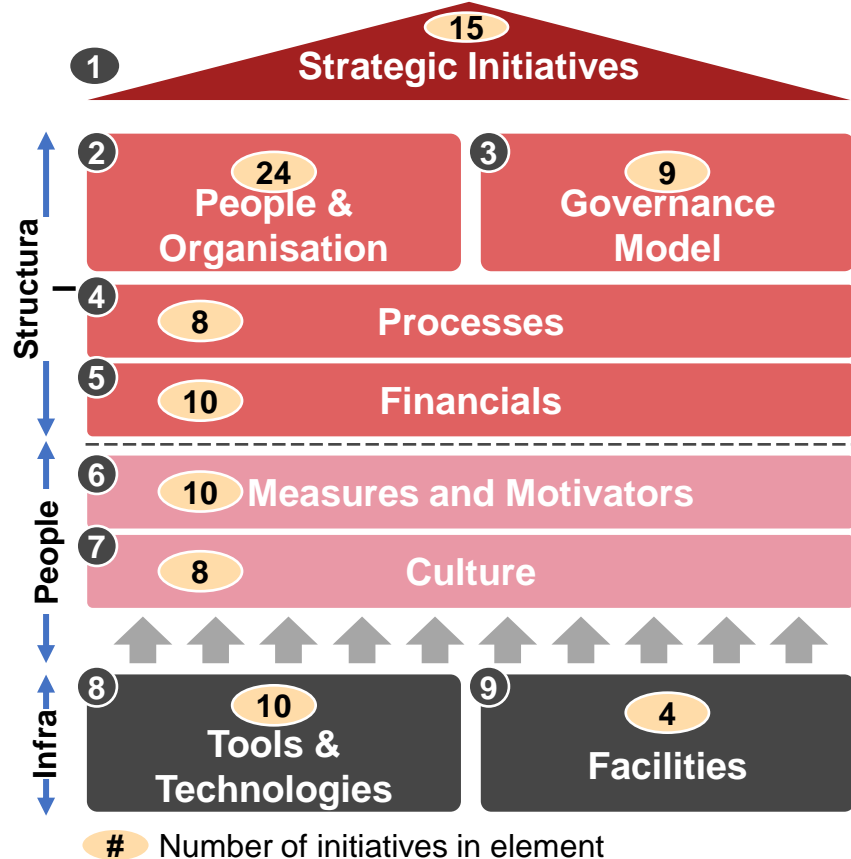 15
1
Strategic Initiatives
2
24
People &
Organisation
3
9
Governance
Model
Structura
l
4
8
Processes
5
10
Financials
People
6
10
Measures and Motivators
7
8
Culture
Infra
8
10
Tools &
Technologies
9
4
Facilities
# Number of initiatives in element